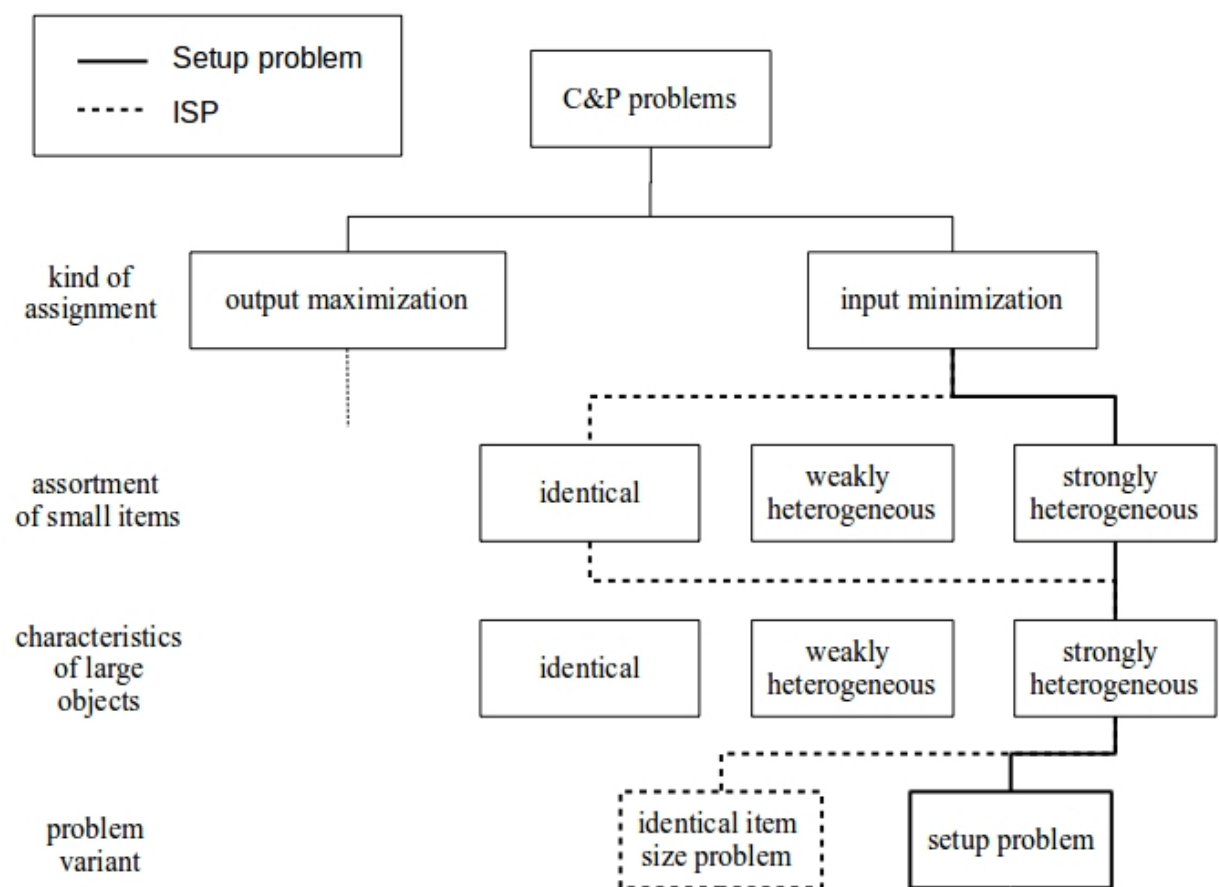 Setup problem
ISP
C&P problems
kind of
assignment
output maximization
input minimization
assortment
of small items
identical
weakly
heterogeneous
strongly
heterogeneous
characteristics
of large
objects
identical
weakly
heterogeneous
strongly
heterogeneous
problem
variant
identical item
size problem
setup problem